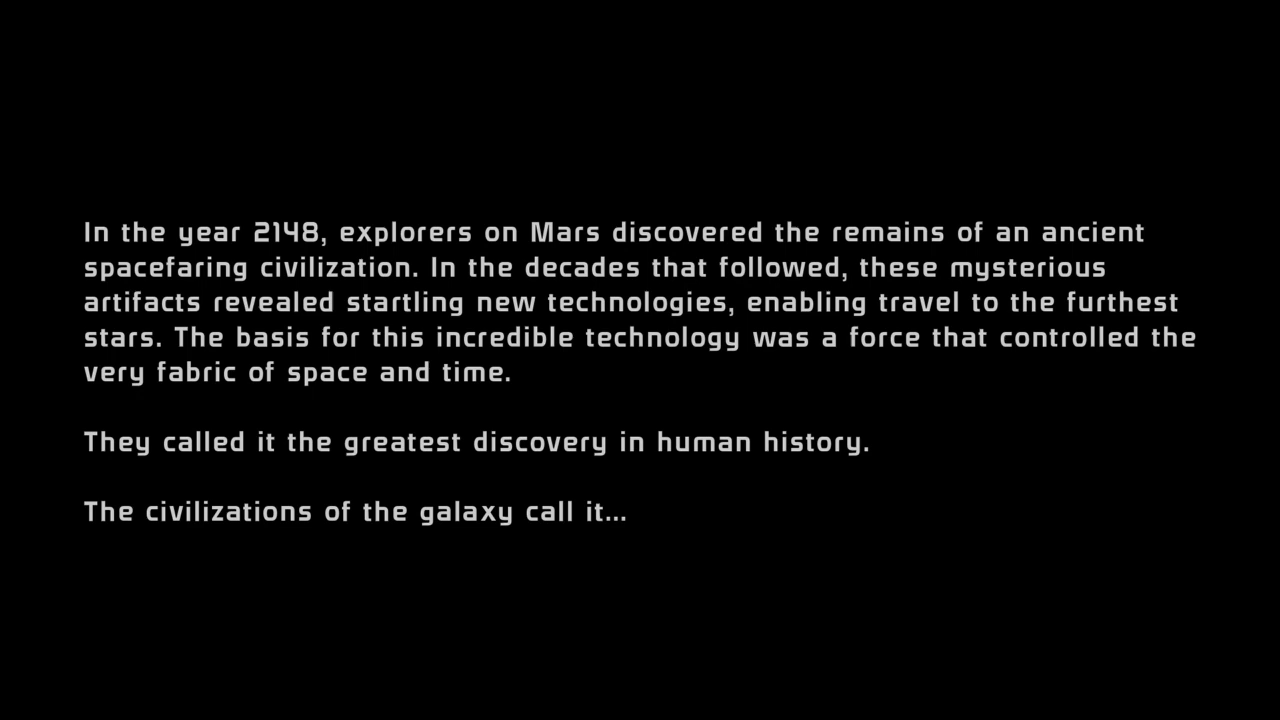 In the year 2148, explorers on Mars discovered the remains of an ancient
spacefaring civilization. In the decades that followed, these mysterious
artifacts revealed startling new technologies, enabling travel to the furthest
stars. The basis for this incredible technology was a force that controlled the
very fabric of space and time.
They called it the greatest discovery in human history.
The civilizations of the galaxy call it...